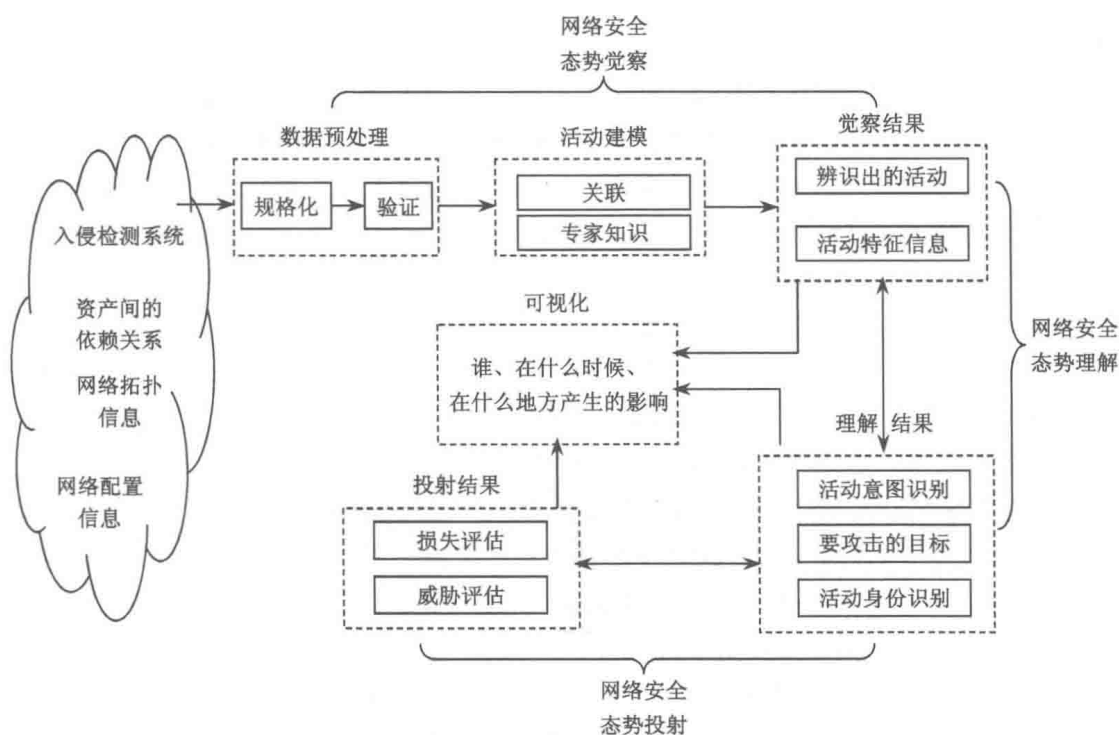 网络安全
态势觉察
数据预处理
活动建模
觉察结果
规格化
验证
关联
专家知识
辨识出的活动
活动特征信息
入侵检测系统
资产间的
依赖关系
网络拓扑
信息
网络配置
信息
可视化
谁、在什么时候、
在什么地方产生的影响
网络安全
态势理解
理解 结果
投射结果
损失评估
威胁评估
活动意图识别
要攻击的目标
活动身份识别
网络安全
态势投射